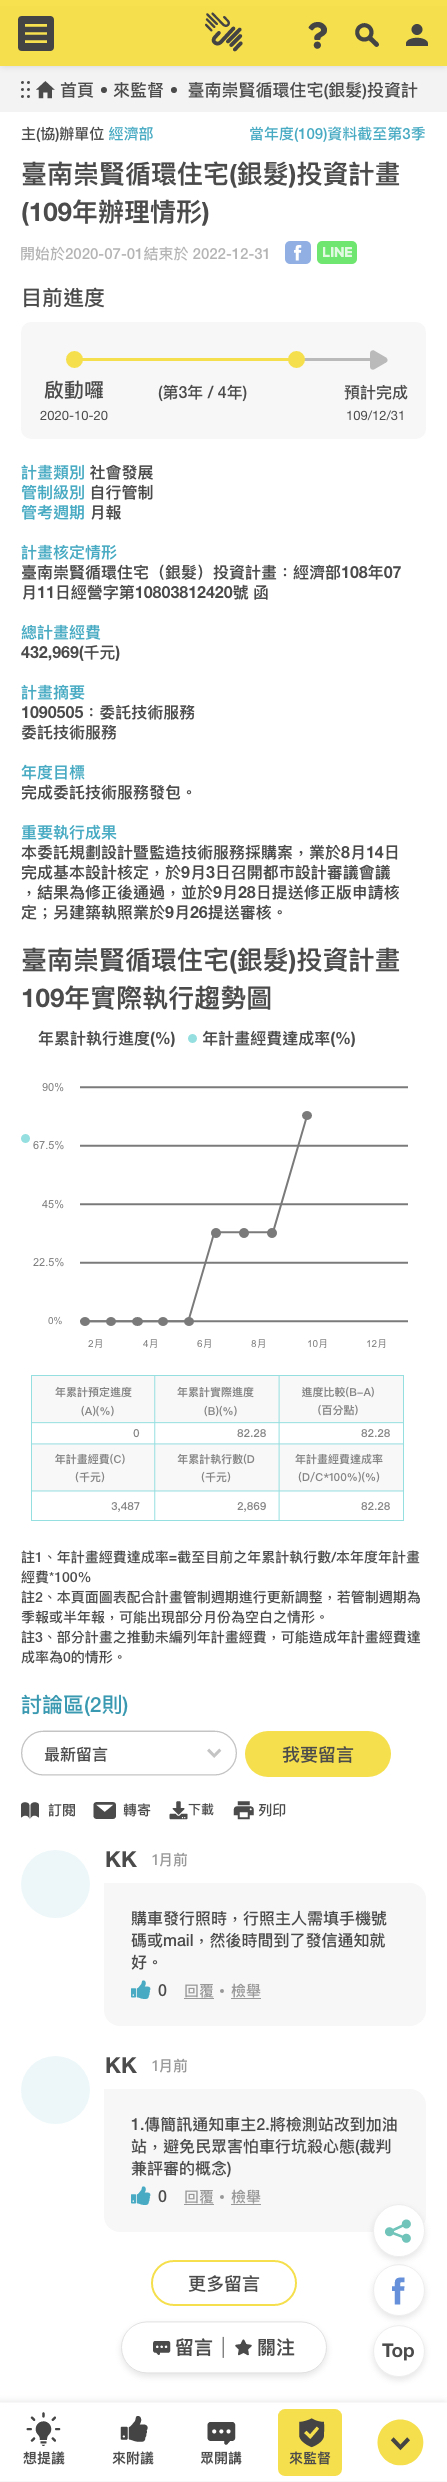 首頁 • 來監督 • 臺南崇賢循環住宅(銀髮)投資計
主(協)辦單位 經濟部
當年度(109)資料截至第3季
臺南崇賢循環住宅(銀髮)投資計畫
(109年辦理情形)
開始於2020-07-01結束於 2022-12-31
f
LINE
目前進度
啟動囉
(第3年 / 4年)
預計完成
2020-10-20
109/12/31
計畫類別 社會發展
管制級別 自行管制
管考週期 月報
計畫核定情形
臺南崇賢循環住宅（銀髮）投資計畫：經濟部108年07
月11日經營字第10803812420號 函
總計畫經費
432,969(千元)
計畫摘要
1090505：委託技術服務
委託技術服務
年度目標
完成委託技術服務發包。
重要執行成果
本委託規劃設計暨監造技術服務採購案，業於8月14日
完成基本設計核定，於9月3日召開都市設計審議會議
，結果為修正後通過，並於9月28日提送修正版申請核
定；另建築執照業於9月26提送審核。
臺南崇賢循環住宅(銀髮)投資計畫
109年實際執行趨勢圖
年累計執行進度(%)
年計畫經費達成率(%)
90%
67.5%
45%
22.5%
0%
2月
4月
6月
8月
10月
12月
年累計預定進度
(A)(%)
年累計實際進度
(B)(%)
進度比較(B–A)
(百分點)
0
82.28
82.28
年計畫經費(C)
(千元)
年累計執行數(D
(千元)
年計畫經費達成率
(D/C*100%)(%)
3,487
2,869
82.28
註1、年計畫經費達成率=截至目前之年累計執行數/本年度年計畫
經費*100%
註2、本頁面圖表配合計畫管制週期進行更新調整，若管制週期為
季報或半年報，可能出現部分月份為空白之情形。
註3、部分計畫之推動未編列年計畫經費，可能造成年計畫經費達
成率為0的情形。
討論區(2則)
最新留言
我要留言
訂閱
轉寄
下載
列印
KK 1月前
購車發行照時，行照主人需填手機號
碼或mail，然後時間到了發信通知就
好。
0 回覆 • 檢舉
KK 1月前
1.傳簡訊通知車主2.將檢測站改到加油
站，避免民眾害怕車行坑殺心態(裁判
兼評審的概念)
0 回覆 • 檢舉
更多留言
f
留言
關注
Top
想提議
來附議
眾開講
來監督